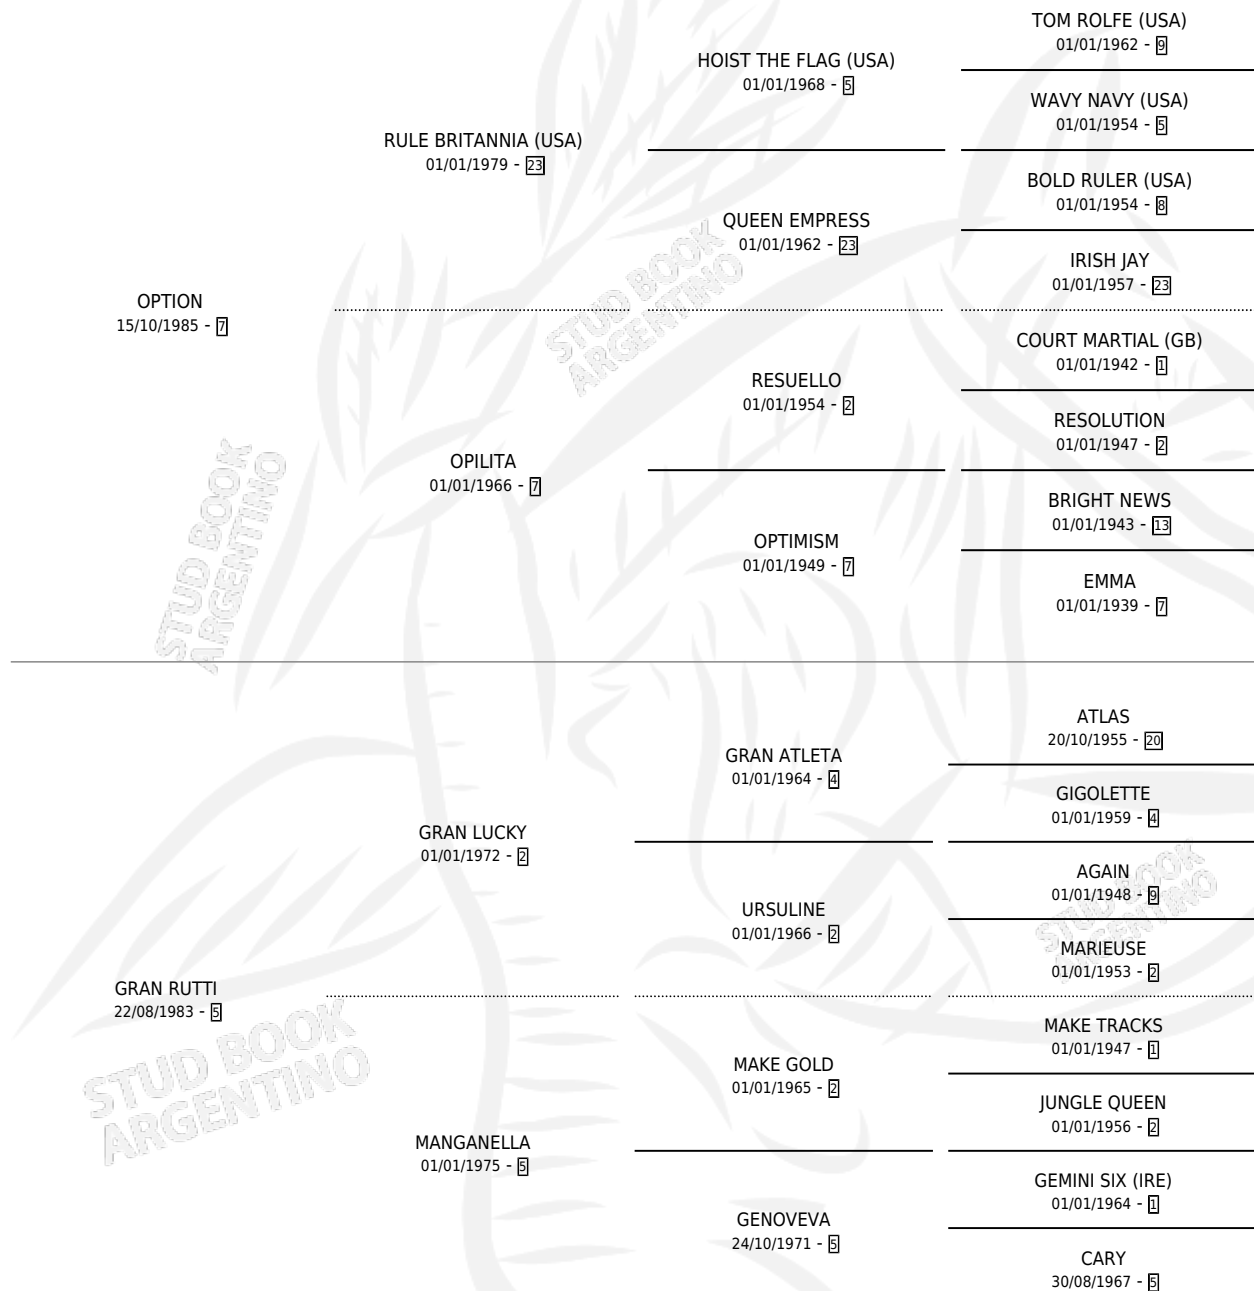 TOM ROLFE (USA)
01/01/1962 - 9
HOIST THE FLAG (USA)
01/01/1968 - 5
WAVY NAVY (USA)
01/01/1954 - 5
RULE BRITANNIA (USA)
01/01/1979 - 23
BOLD RULER (USA)
01/01/1954 - 8
QUEEN EMPRESS
01/01/1962 - 23
IRISH JAY
01/01/1957 - 23
OPTION
15/10/1985 - 7
COURT MARTIAL (GB)
01/01/1942 - 1
RESUELLO
01/01/1954 - 2
RESOLUTION
01/01/1947 - 2
OPILITA
01/01/1966 - 7
BRIGHT NEWS
01/01/1943 - 13
OPTIMISM
01/01/1949 - 7
EMMA
01/01/1939 - 7
STUD BOOK
ARGENTINO
STUD BOOK
ARGENTINO
ATLAS
20/10/1955 - 20
GRAN ATLETA
01/01/1964 - 4
GIGOLETTE
01/01/1959 - 4
GRAN LUCKY
01/01/1972 - 2
AGAIN
01/01/1948 - 9
URSULINE
01/01/1966 - 2
MARIEUSE
01/01/1953 - 2
GRAN RUTTI
22/08/1983 - 5
MAKE TRACKS
01/01/1947 - 1
MAKE GOLD
01/01/1965 - 2
JUNGLE QUEEN
01/01/1956 - 2
MANGANELLA
01/01/1975 - 5
GEMINI SIX (IRE)
01/01/1964 - 1
GENOVEVA
24/10/1971 - 5
CARY
30/08/1967 - 5
STUD BOOK
ARGENTINO
STUD BOOK
ARGENTINO